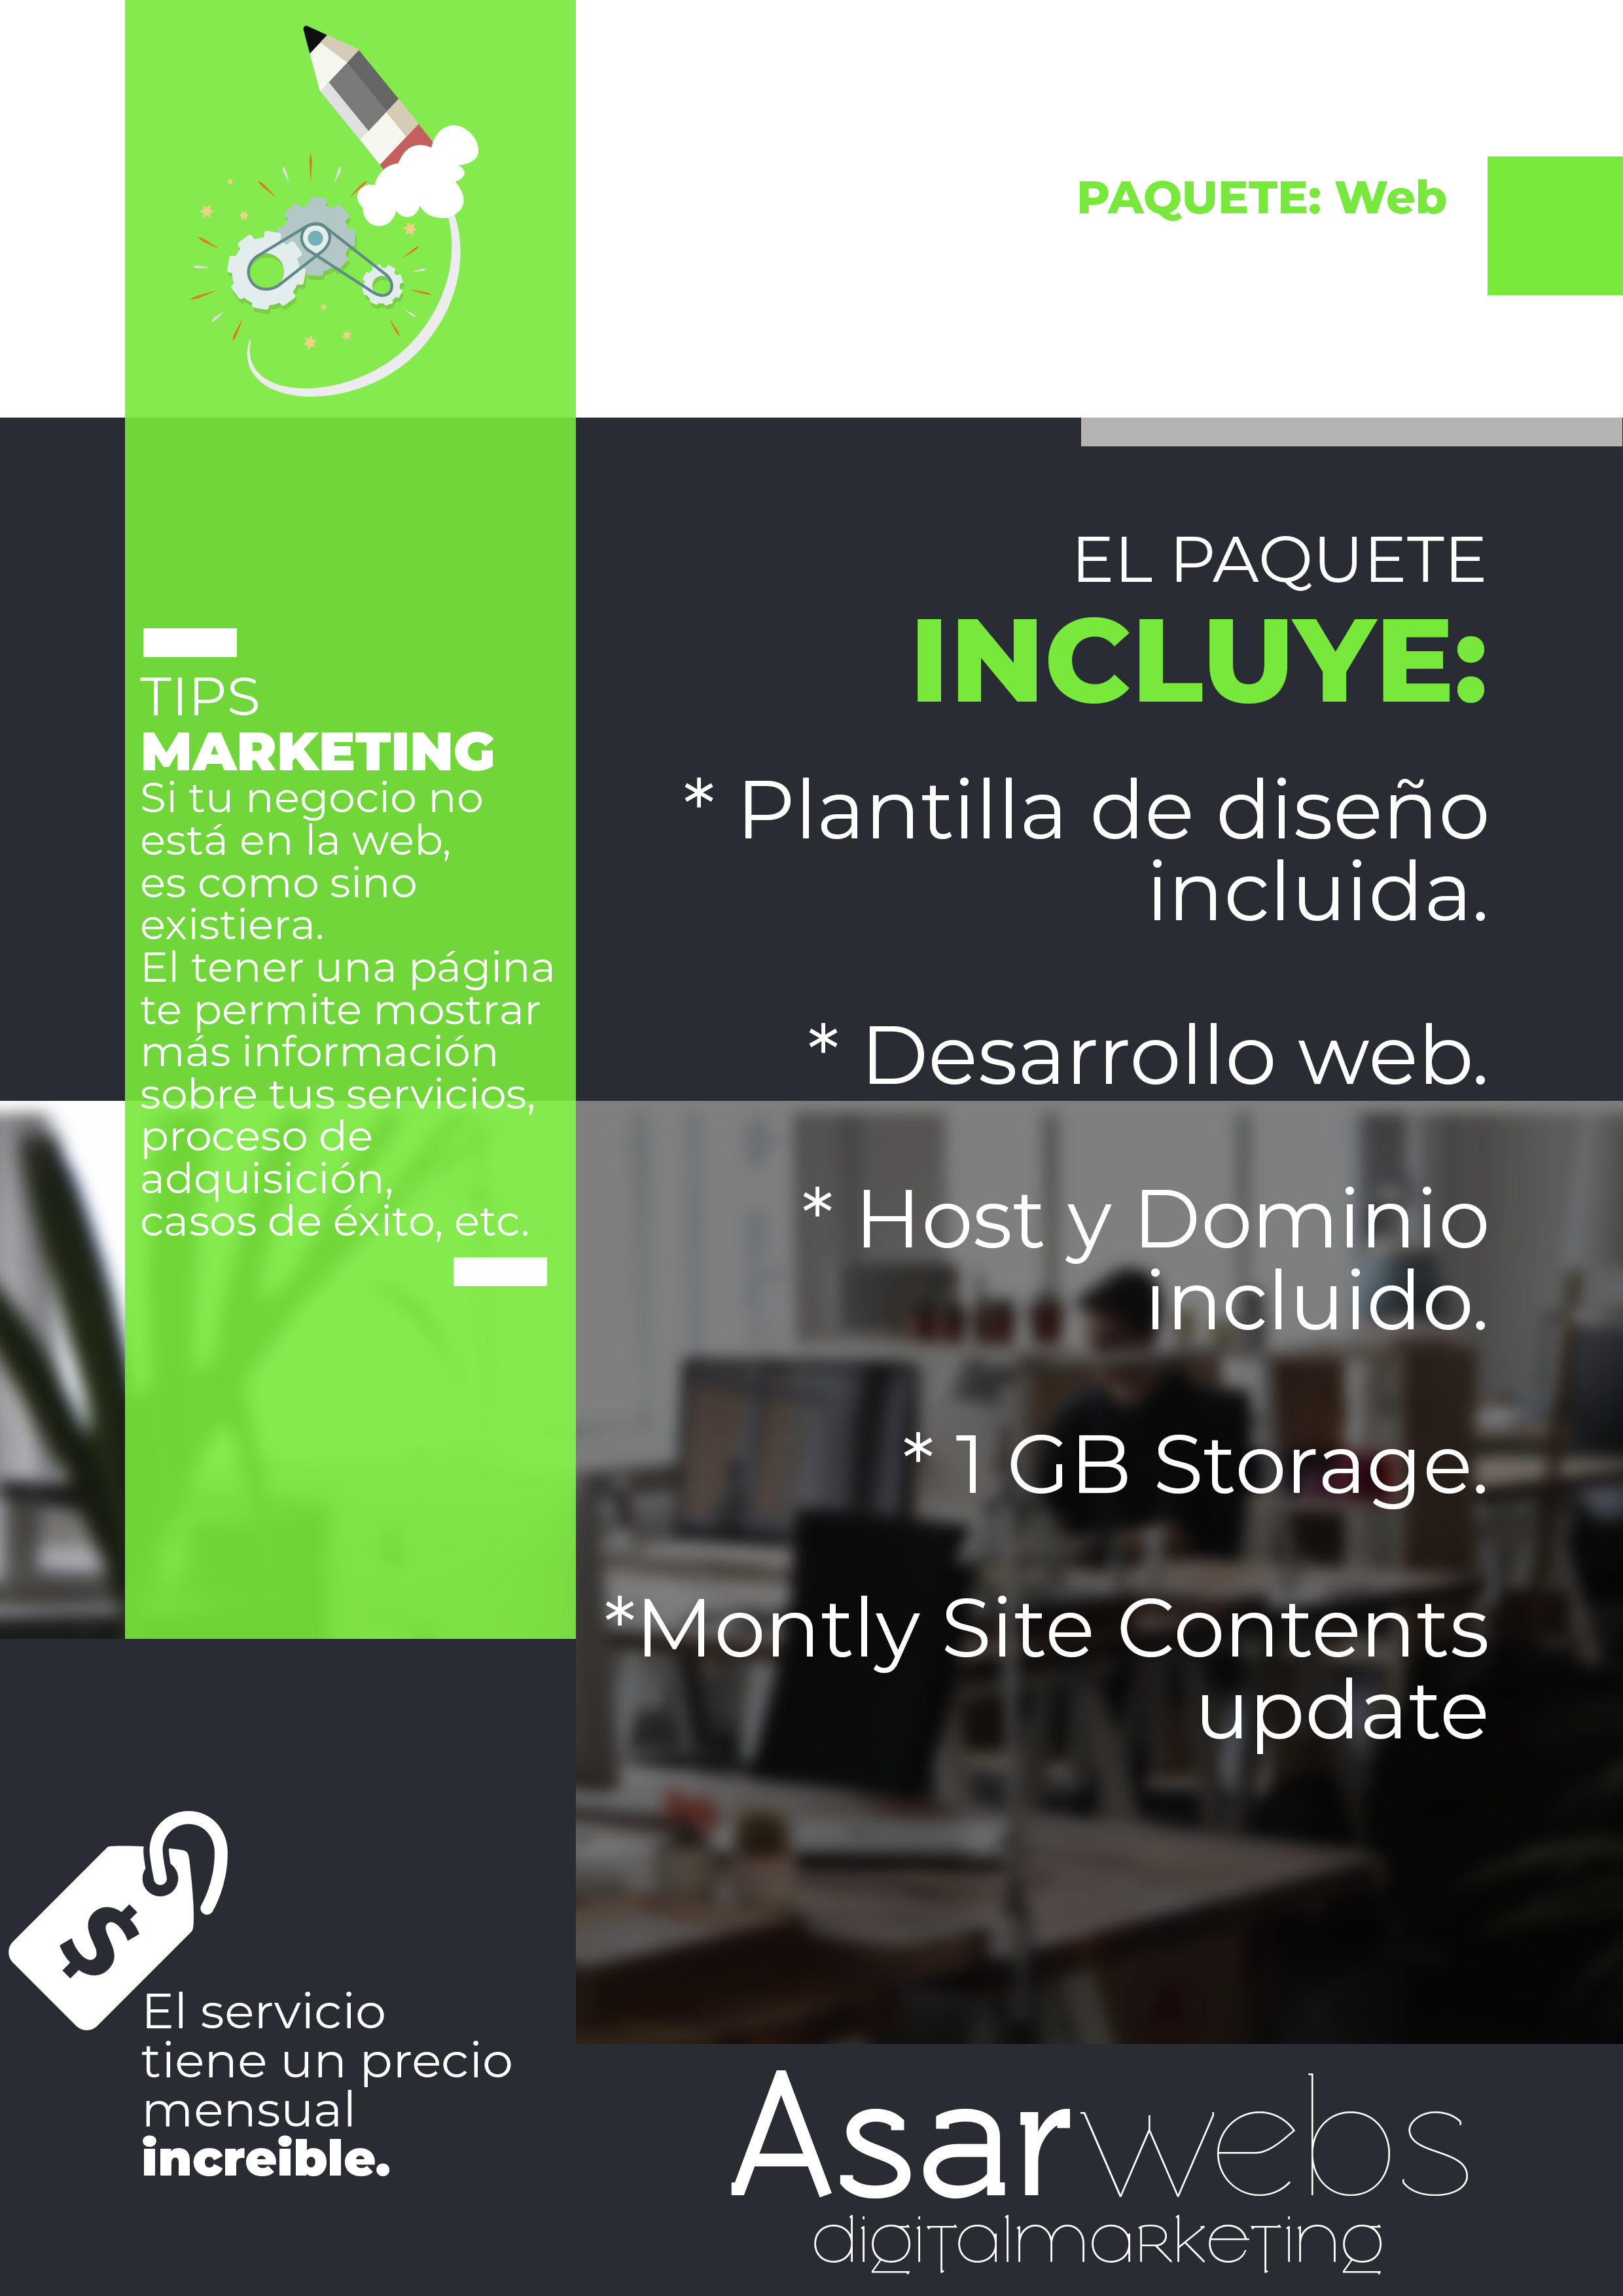 PAQUETE: Web
EL PAQUETE
INCLUYE:
* Plantilla de diseño
incluida.
* Desarrollo web.
* Host y Dominio
incluido.
* 1 GB Storage.
*Montly Site Contents
update
TIPS
MARKETING
Si tu negocio no
está en la web,
es como sino
existiera.
El tener una página
te permite mostrar
más información
sobre tus servicios,
proceso de
adquisición,
casos de éxito, etc.
$
El servicio
tiene un precio
mensual
increible.
Asarwebs
digitalmarketing